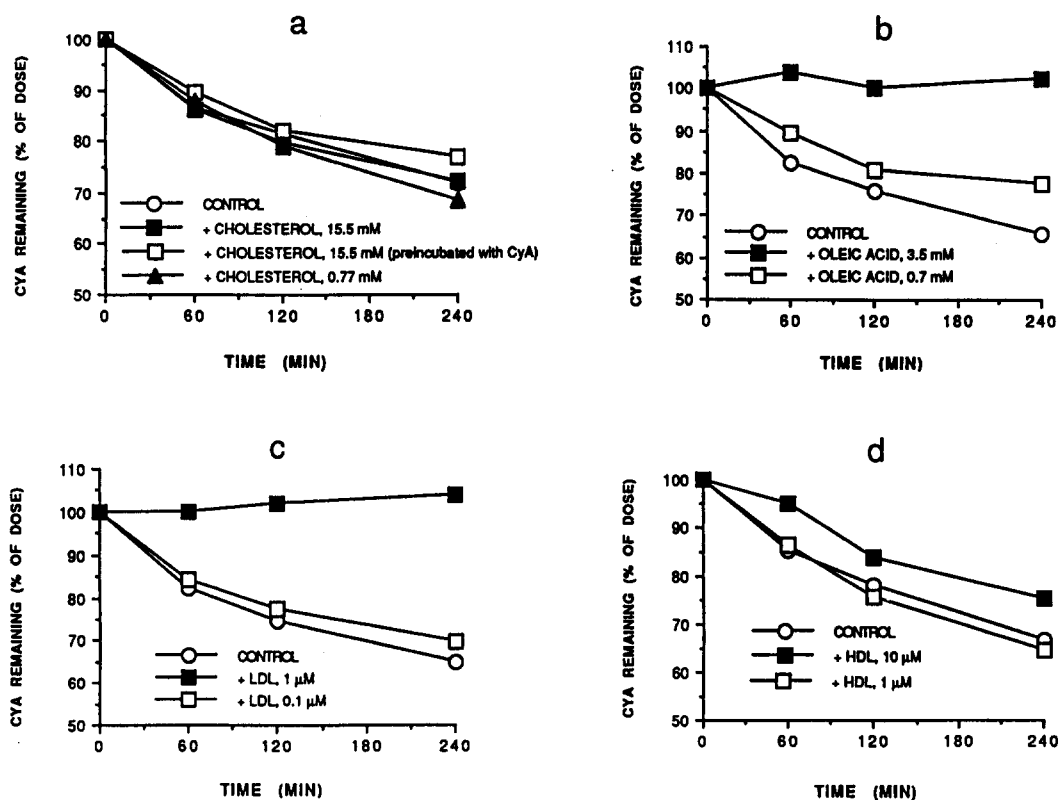 a
CYA REMAINING (% OF DOSE)
100
90
80
70
60
50
CONTROL
+ CHOLESTEROL, 15.5 mM
+ CHOLESTEROL, 15.5 mM (preincubated with CyA)
+ CHOLESTEROL, 0.77 mM
0 60 120 180 240
TIME (MIN)
b
CYA REMAINING (% OF DOSE)
110
100
90
80
70
60
50
CONTROL
+ OLEIC ACID, 3.5 mM
+ OLEIC ACID, 0.7 mM
0 60 120 180 240
TIME (MIN)
c
CYA REMAINING (% OF DOSE)
110
100
90
80
70
60
50
CONTROL
+ LDL, 1 µM
+ LDL, 0.1 µM
0 60 120 180 240
TIME (MIN)
d
CYA REMAINING (% OF DOSE)
100
90
80
70
60
50
CONTROL
+ HDL, 10 µM
+ HDL, 1 µM
0 60 120 180 240
TIME (MIN)